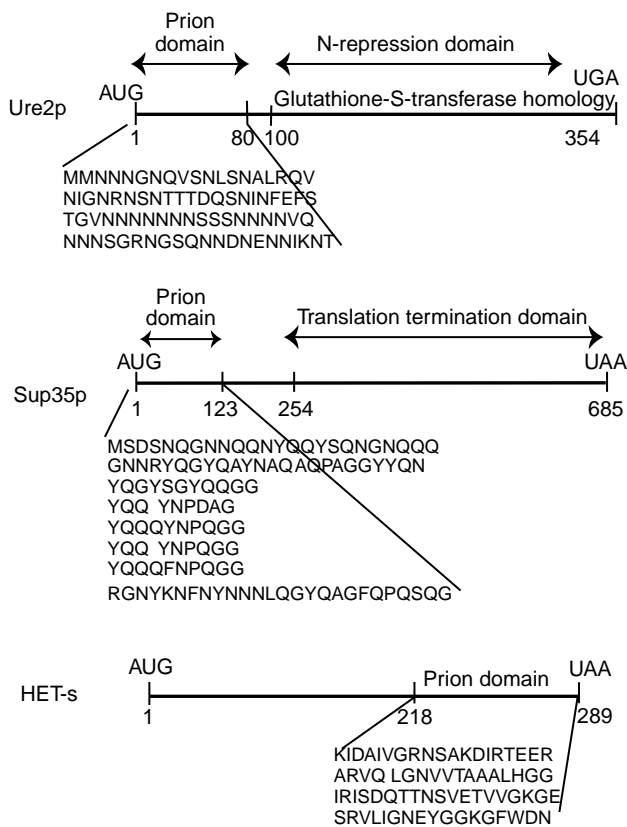 Prion
domain
N-repression domain
UGA
AUG
Glutathione-S-transferase homology
Ure2p
1
80
100
354
MMNNNGNQVSNLSNALRQV
NIGNRNSNTTTDQSNINFEFS
TGVNNNNNNNSSSNNNNVQ
NNNSGRNGSQNNDNENNIKNT
Prion
domain
Translation termination domain
AUG
UAA
Sup35p
1
123
254
685
MSDSNQGNNQQNYQQYSQNGNQQQ
GNNRYQGYQAYNAQAQPAGGYYQN
YQGYSGYQQGG
YQQ YNPDAG
YQQQYNPQGG
YQQ YNPQGG
YQQQFNPQGG
RGNYKNFNYNNNLQGYQAGFQPQSQG
AUG
Prion domain
UAA
HET-s
1
218
289
KIDAIVGRNSAKDIRTEER
ARVQ LGNVVTAAALHGG
IRISDQTTNSVETVVGKGE
SRVLIGNEYGGKGFWDN